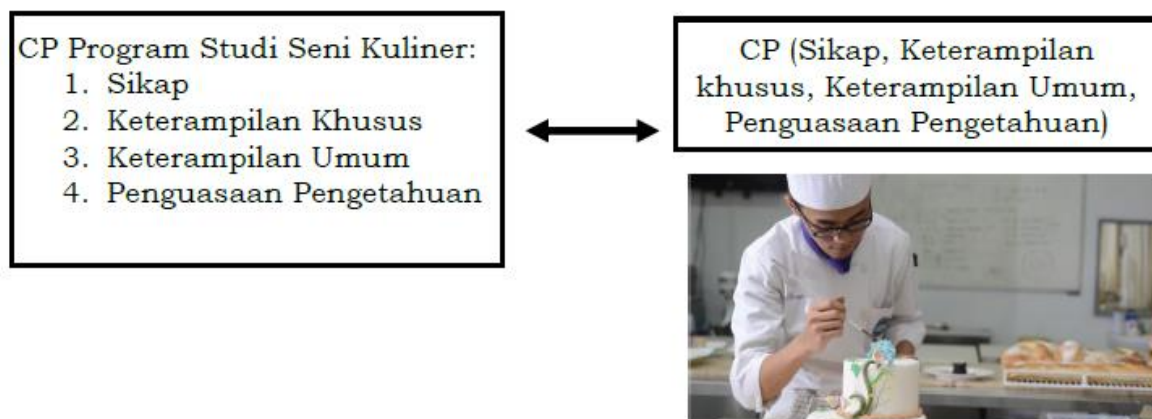 CP Program Studi Seni Kuliner:
1. Sikap
2. Keterampilan Khusus
3. Keterampilan Umum
4. Penguasaan Pengetahuan
CP (Sikap, Keterampilan
khusus, Keterampilan Umum,
Penguasaan Pengetahuan)